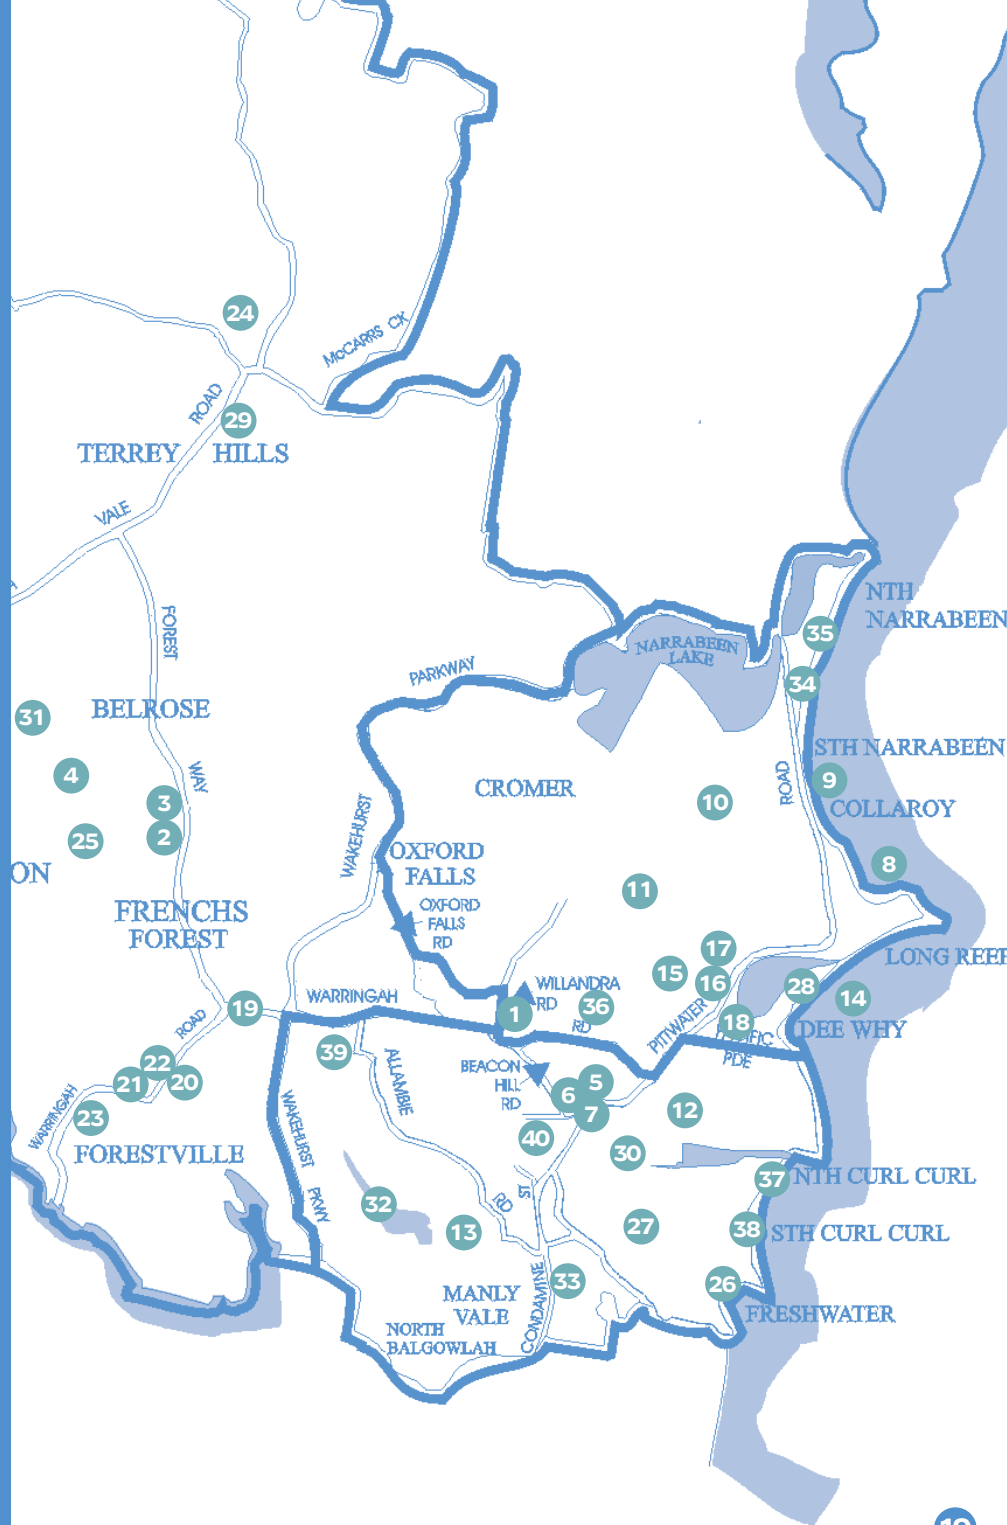 24
McCARRS CK
ROAD
29
TERREY HILLS
VALE
FOREST
NTH
NARRABEEN
35
NARRABEEN
LAKE
PARKWAY
34
31
BELROSE
STH NARRABEEN
4
WAY
ROAD
9
3
CROMER
10
COLLAROY
2
25
WAKEHURST
OXFORD
FALLS
8
ON
11
FRENCHS
FOREST
OXFORD
FALLS
RD
17
LONG REEF
15
16
28
14
WILLANDRA
RD
36
RD
WARRINGAH
19
1
PITTWATER
18
DEE WHY
PDE
ROAD
39
ALLAMBIE
BEACON
HILL
RD
22
21
20
5
6
7
12
23
WARRINGAH
WAKEHURST
PKWY
40
30
FORESTVILLE
37
NTH CURL CURL
32
RD
ST
13
27
38
STH CURL CURL
33
26
MANLY
VALE
CONDAMINE
FRESHWATER
NORTH
BALGOWLAH